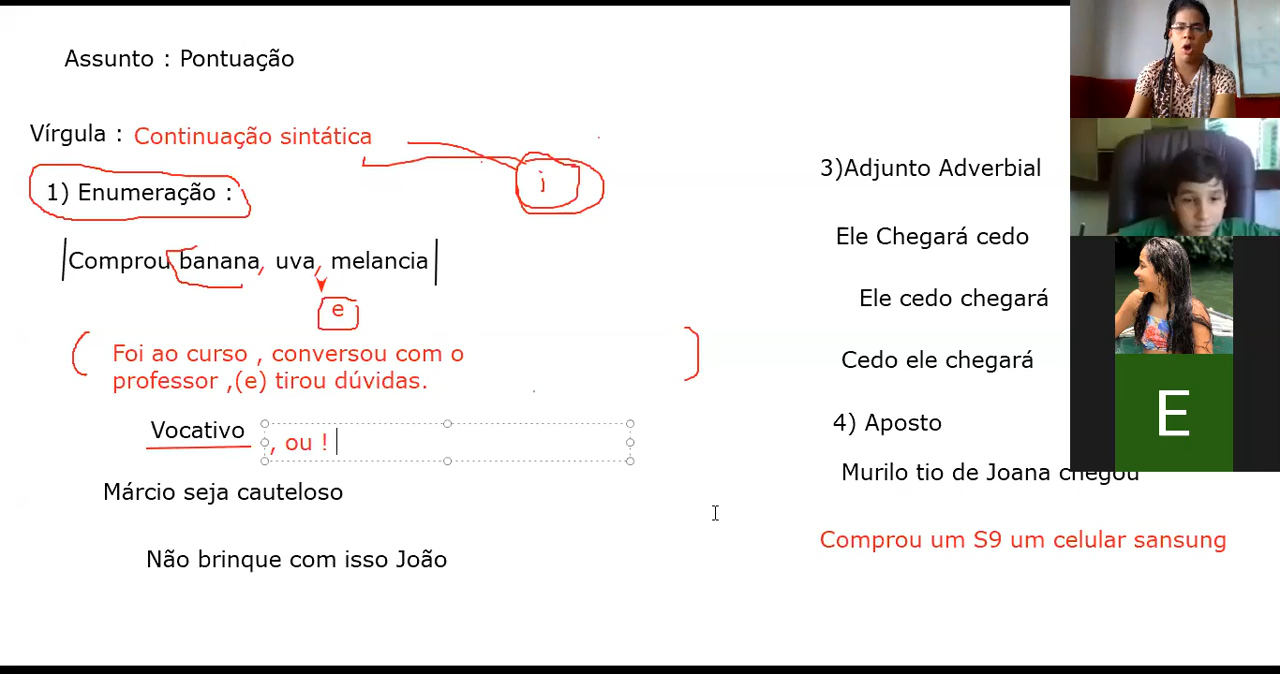 Assunto : Pontuação
Vírgula : Continuação sintática
j
1) Enumeração :
Comprou banana, uva, melancia
e
Foi ao curso , conversou com o
professor ,(e) tirou dúvidas.
Vocativo , ou !
Márcio seja cauteloso
Não brinque com isso João
3)Adjunto Adverbial
Ele Chegará cedo
Ele cedo chegará
Cedo ele chegará
4) Aposto
Murilo tio de Joana chegou
Comprou um S9 um celular sansung
E